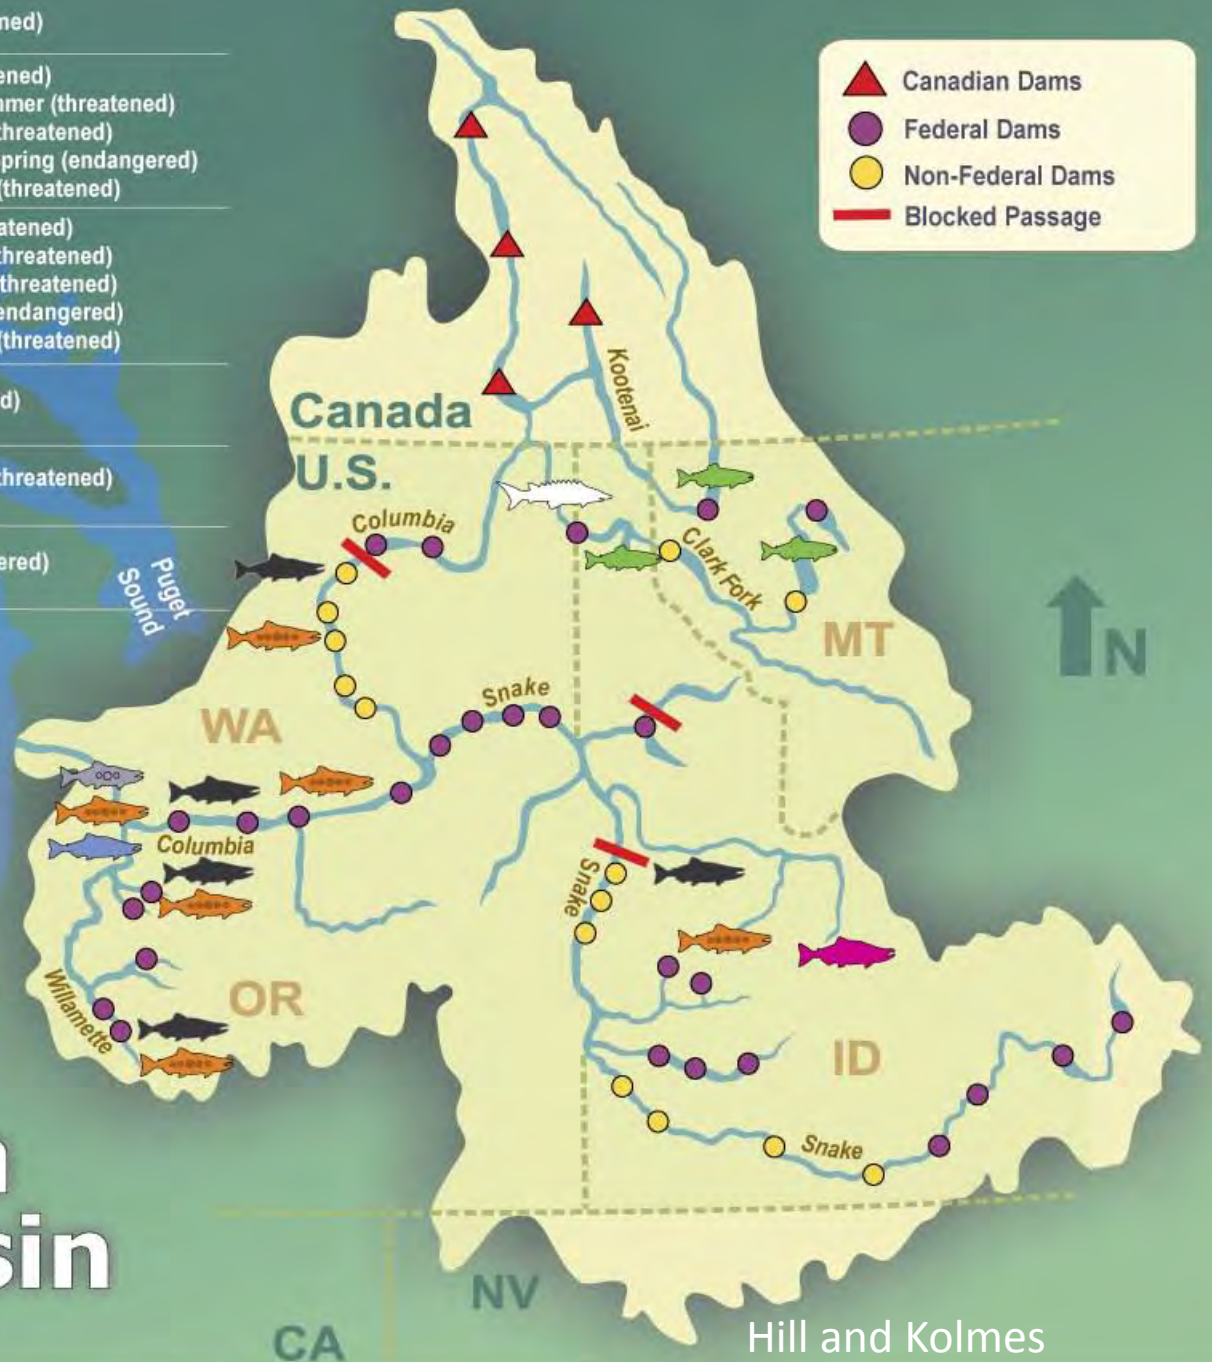 ned)
ened)
nmer (threatened)
threatened)
spring (endangered)
(threatened)
atened)
threatened)
threatened)
endangered)
(threatened)
d)
threatened)
ered)
Puget
Sound
Canadian Dams
Federal Dams
Non-Federal Dams
Blocked Passage
Kootenai
Canada
U.S.
Columbia
Clark Fork
MT
N
Snake
WA
Columbia
Snake
Willamette
OR
ID
Snake
sin
NV
CA
Hill and Kolmes